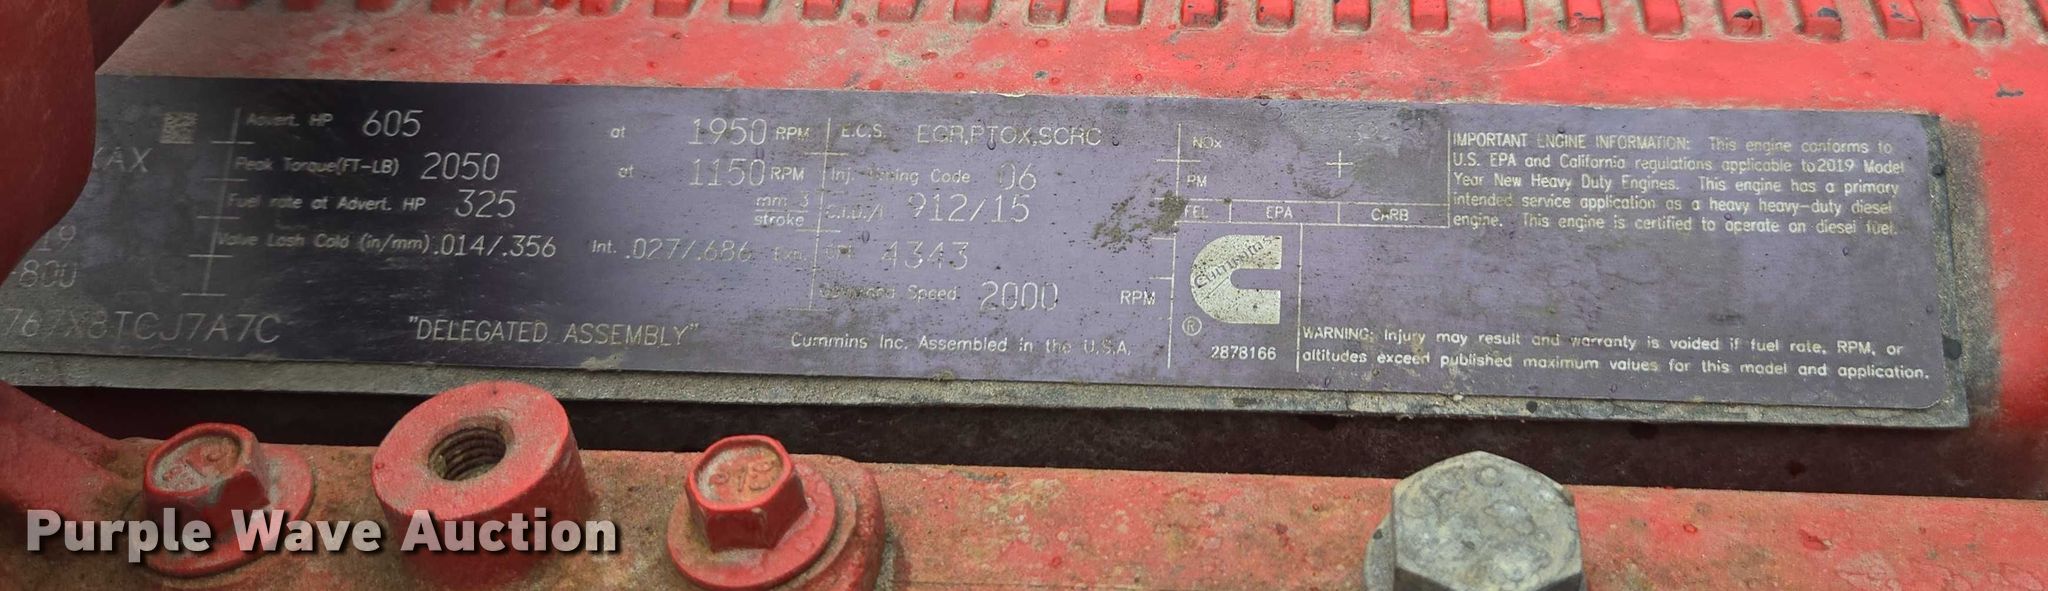 Advert. HP 605 at 1950 RPM
KAX
Peak Torque(FT-LB) 2050 at 1150 RPM
Fuel rate at Advert. HP 325 mm 3
stroke
19
Valve Lash Cold (in/mm) .014/.356 Int. .027/.686 Exh.
-800
767X8TCJ7A7C
"DELEGATED ASSEMBLY"
E.C.S. EGR,PTOX,SCRC
Inj. Code 06
C.I.D./ 912/15
4343
Speed 2000 RPM
Cummins Inc. Assembled in the U.S.A.
NOx
PM
FEL EPA CARB
Cummins
®
2878166
IMPORTANT ENGINE INFORMATION: This engine conforms to
U.S. EPA and California regulations applicable to 2019 Model
Year New Heavy Duty Engines. This engine has a primary
intended service application as a heavy heavy-duty diesel
engine. This engine is certified to operate on diesel fuel.
WARNING: Injury may result and warranty is voided if fuel rate, RPM, or
altitudes exceed published maximum values for this model and application.
Purple Wave Auction